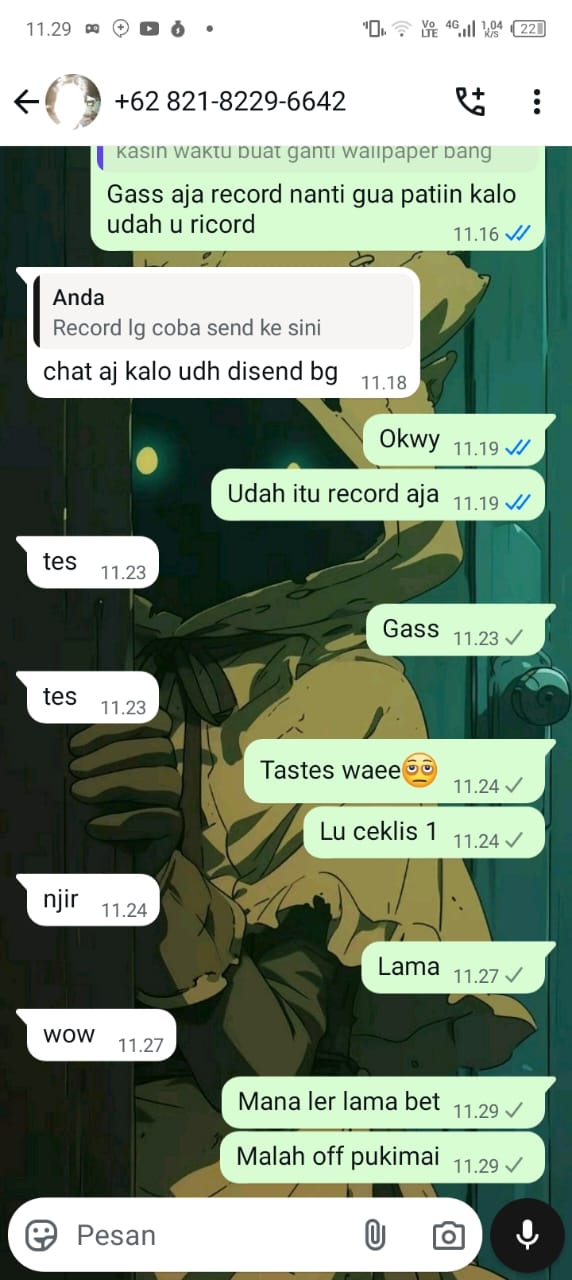 11.29
Vo
LTE
4G
1,04
K/S
22
+62 821-8229-6642
kasih waktu buat ganti wallpaper bang
Gass aja record nanti gua patiin kalo
udah u ricord
11.16
Anda
Record lg coba send ke sini
chat aj kalo udh disend bg
11.18
Okwy
11.19
Udah itu record aja
11.19
tes
11.23
Gass
11.23
tes
11.23
Tastes waee🙄
11.24
Lu ceklis 1
11.24
njir
11.24
Lama
11.27
wow
11.27
Mana ler lama bet
11.29
Malah off pukimai
11.29
Pesan